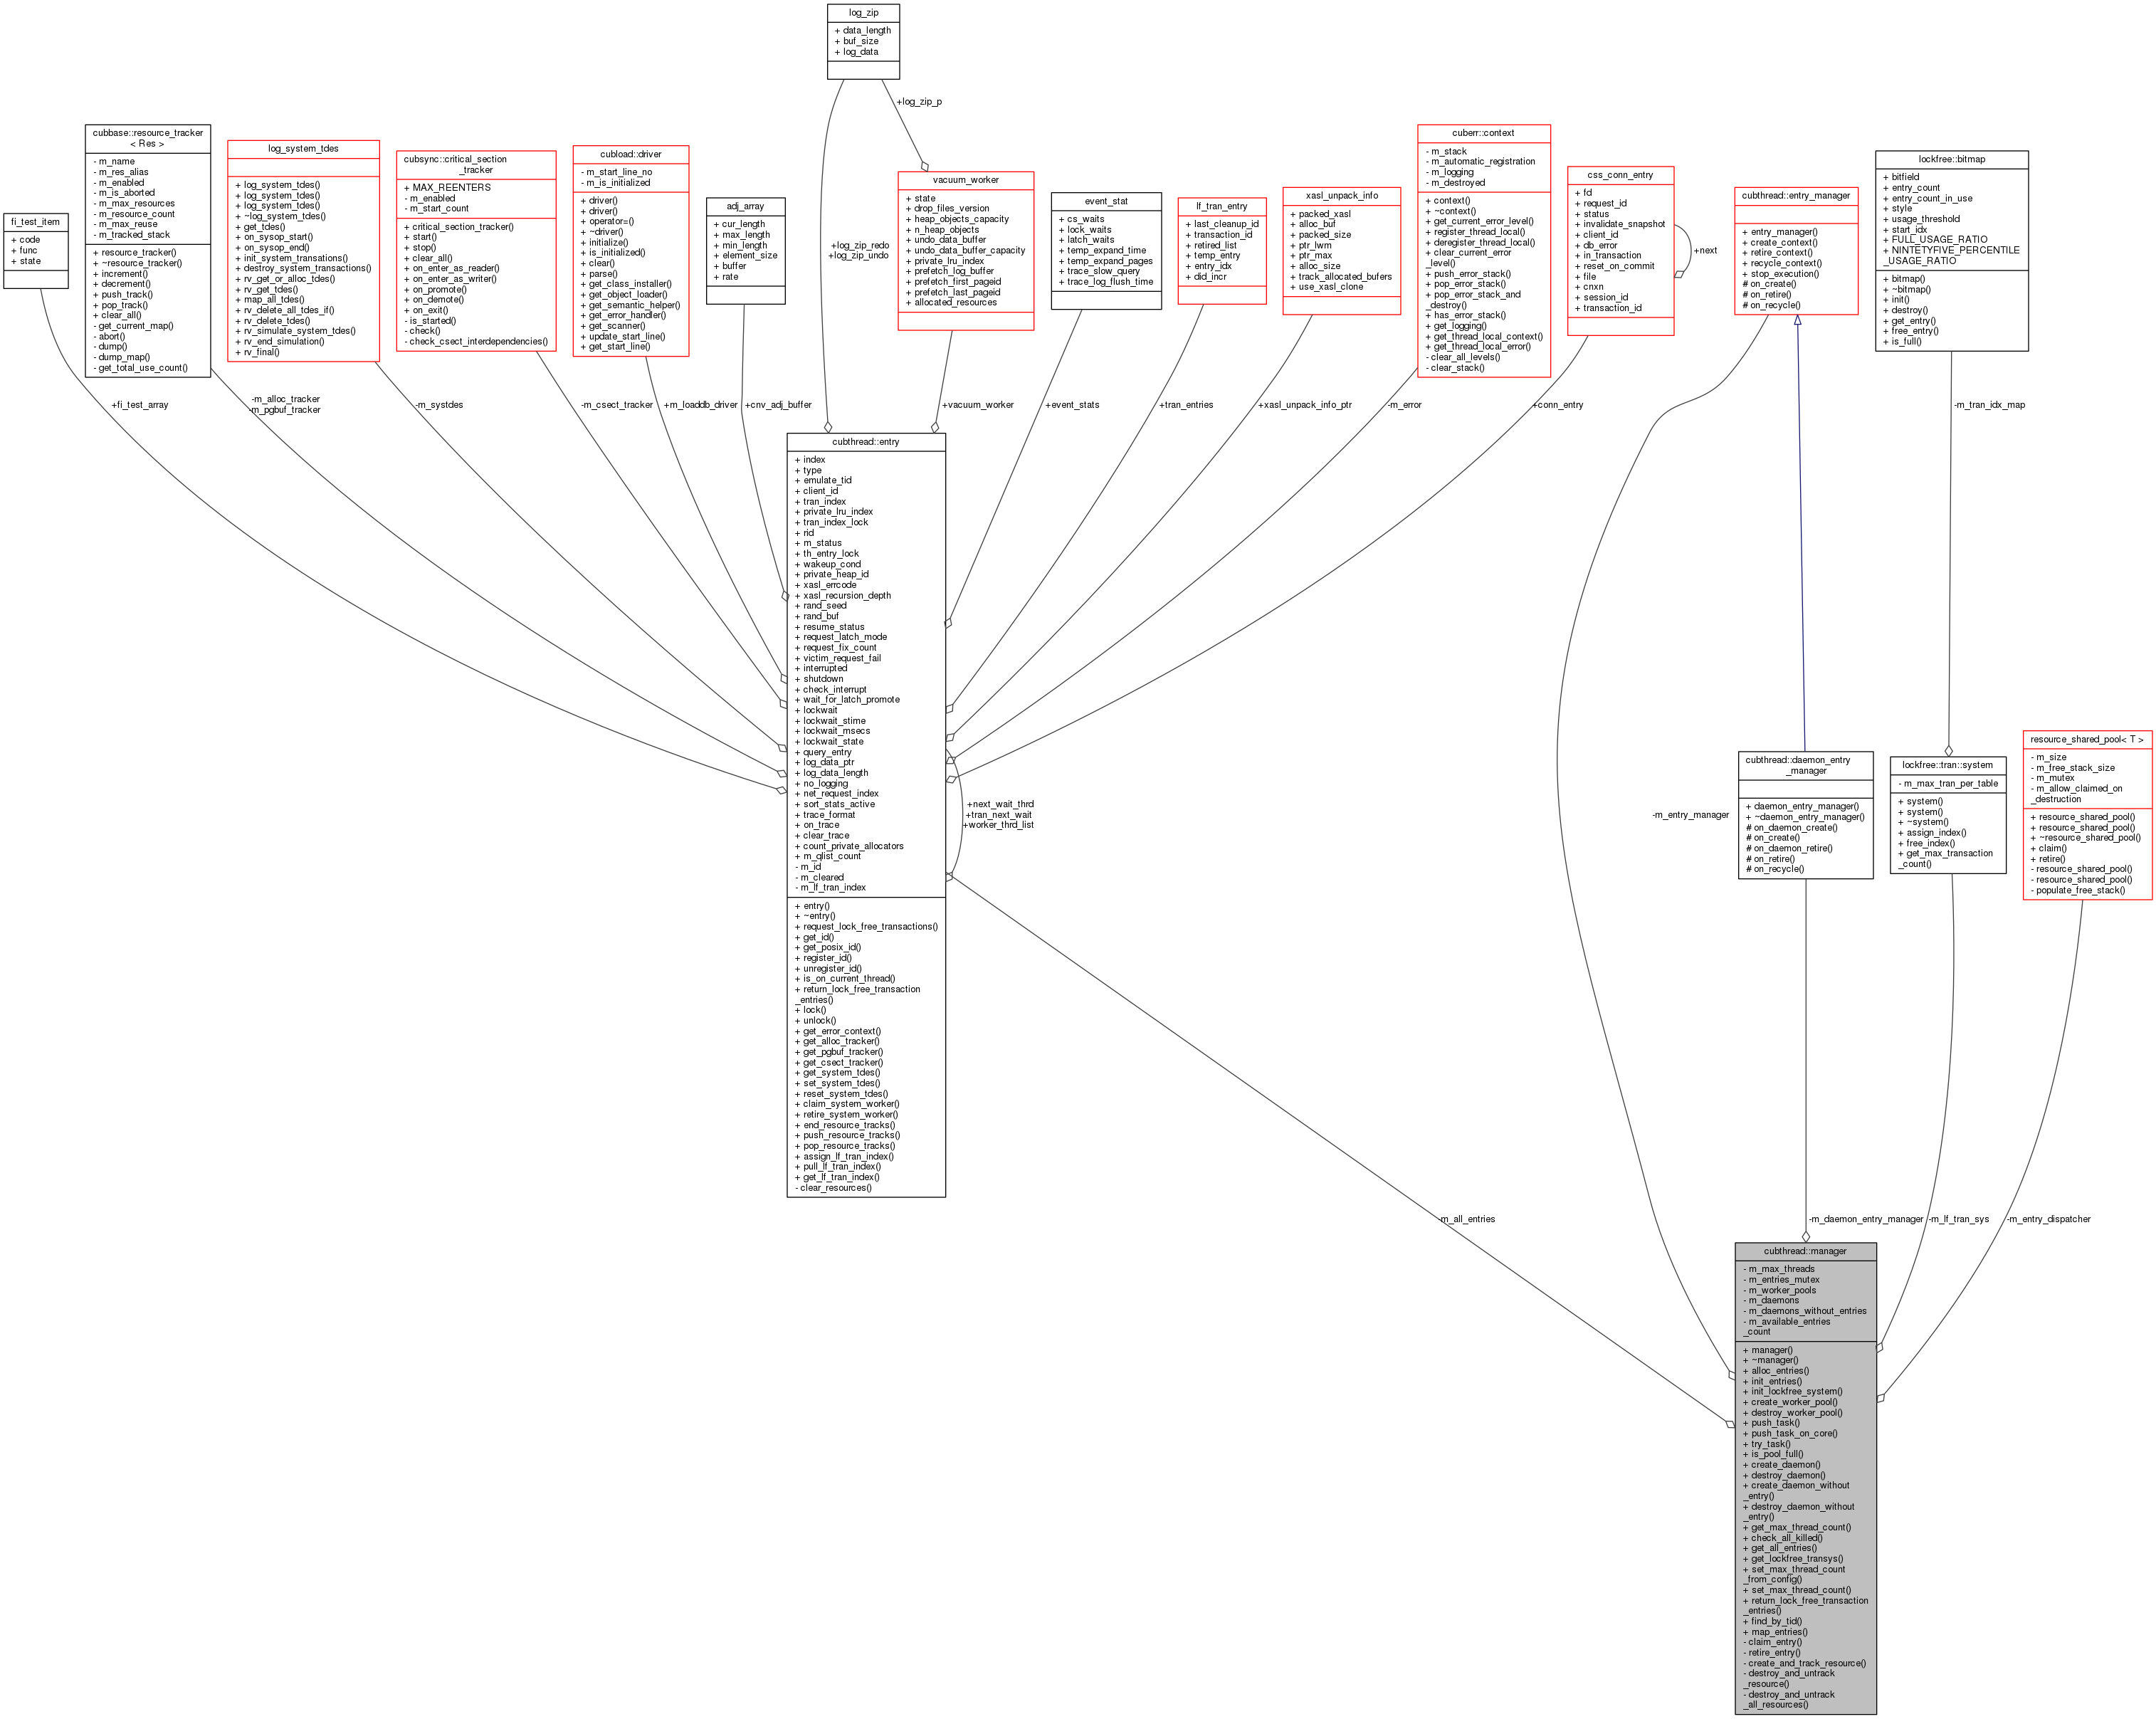 log_zip
+ data_length
+ buf_size
+ log_data
+log_zip_p
+log_zip_redo
+log_zip_undo
fi_test_item
+ code
+ func
+ state
+fi_test_array
cubbase::resource_tracker
< Res >
- m_name
- m_res_alias
- m_enabled
- m_is_aborted
- m_max_resources
- m_resource_count
- m_max_reuse
- m_tracked_stack
+ resource_tracker()
+ ~resource_tracker()
+ increment()
+ decrement()
+ push_track()
+ pop_track()
+ clear_all()
- get_current_map()
- abort()
- dump()
- dump_map()
- get_total_use_count()
-m_alloc_tracker
-m_pgbuf_tracker
log_system_tdes
+ log_system_tdes()
+ log_system_tdes()
+ log_system_tdes()
+ ~log_system_tdes()
+ get_tdes()
+ on_sysop_start()
+ on_sysop_end()
+ init_system_transations()
+ destroy_system_transactions()
+ rv_get_or_alloc_tdes()
+ rv_get_tdes()
+ map_all_tdes()
+ rv_delete_all_tdes_if()
+ rv_delete_tdes()
+ rv_simulate_system_tdes()
+ rv_end_simulation()
+ rv_final()
-m_systdes
cubsync::critical_section
_tracker
+ MAX_REENTERS
- m_enabled
- m_start_count
+ critical_section_tracker()
+ start()
+ stop()
+ clear_all()
+ on_enter_as_reader()
+ on_enter_as_writer()
+ on_promote()
+ on_demote()
+ on_exit()
- is_started()
- check()
- check_csect_interdependencies()
-m_csect_tracker
cubload::driver
- m_start_line_no
- m_is_initialized
+ driver()
+ driver()
+ operator=()
+ ~driver()
+ initialize()
+ is_initialized()
+ clear()
+ parse()
+ get_class_installer()
+ get_object_loader()
+ get_semantic_helper()
+ get_error_handler()
+ get_scanner()
+ update_start_line()
+ get_start_line()
+m_loaddb_driver
adj_array
+ cur_length
+ max_length
+ min_length
+ element_size
+ buffer
+ rate
+cnv_adj_buffer
vacuum_worker
+ state
+ drop_files_version
+ heap_objects_capacity
+ n_heap_objects
+ undo_data_buffer
+ undo_data_buffer_capacity
+ private_lru_index
+ prefetch_log_buffer
+ prefetch_first_pageid
+ prefetch_last_pageid
+ allocated_resources
+vacuum_worker
event_stat
+ cs_waits
+ lock_waits
+ latch_waits
+ temp_expand_time
+ temp_expand_pages
+ trace_slow_query
+ trace_log_flush_time
+event_stats
lf_tran_entry
+ last_cleanup_id
+ transaction_id
+ retired_list
+ temp_entry
+ entry_idx
+ did_incr
+tran_entries
xasl_unpack_info
+ packed_xasl
+ alloc_buf
+ packed_size
+ ptr_lwm
+ ptr_max
+ alloc_size
+ track_allocated_bufers
+ use_xasl_clone
+xasl_unpack_info_ptr
cuberr::context
- m_stack
- m_automatic_registration
- m_logging
- m_destroyed
+ context()
+ ~context()
+ get_current_error_level()
+ register_thread_local()
+ deregister_thread_local()
+ clear_current_error
_level()
+ push_error_stack()
+ pop_error_stack()
+ pop_error_stack_and
_destroy()
+ has_error_stack()
+ get_logging()
+ get_thread_local_context()
+ get_thread_local_error()
- clear_all_levels()
- clear_stack()
-m_error
css_conn_entry
+ fd
+ request_id
+ status
+ invalidate_snapshot
+ client_id
+ db_error
+ in_transaction
+ reset_on_commit
+ file
+ cnxn
+ session_id
+ transaction_id
+next
+conn_entry
cubthread::entry_manager
+ entry_manager()
+ create_context()
+ retire_context()
+ recycle_context()
+ stop_execution()
# on_create()
# on_retire()
# on_recycle()
-m_entry_manager
lockfree::bitmap
+ bitfield
+ entry_count
+ entry_count_in_use
+ style
+ usage_threshold
+ start_idx
+ FULL_USAGE_RATIO
+ NINTETYFIVE_PERCENTILE
_USAGE_RATIO
+ bitmap()
+ ~bitmap()
+ init()
+ destroy()
+ get_entry()
+ free_entry()
+ is_full()
-m_tran_idx_map
cubthread::entry
+ index
+ type
+ emulate_tid
+ client_id
+ tran_index
+ private_lru_index
+ tran_index_lock
+ rid
+ m_status
+ th_entry_lock
+ wakeup_cond
+ private_heap_id
+ xasl_errcode
+ xasl_recursion_depth
+ rand_seed
+ rand_buf
+ resume_status
+ request_latch_mode
+ request_fix_count
+ victim_request_fail
+ interrupted
+ shutdown
+ check_interrupt
+ wait_for_latch_promote
+ lockwait
+ lockwait_stime
+ lockwait_msecs
+ lockwait_state
+ query_entry
+ log_data_ptr
+ log_data_length
+ no_logging
+ net_request_index
+ sort_stats_active
+ trace_format
+ on_trace
+ clear_trace
+ count_private_allocators
+ m_qlist_count
- m_id
- m_cleared
- m_lf_tran_index
+ entry()
+ ~entry()
+ request_lock_free_transactions()
+ get_id()
+ get_posix_id()
+ register_id()
+ unregister_id()
+ is_on_current_thread()
+ return_lock_free_transaction
_entries()
+ lock()
+ unlock()
+ get_error_context()
+ get_alloc_tracker()
+ get_pgbuf_tracker()
+ get_csect_tracker()
+ get_system_tdes()
+ set_system_tdes()
+ reset_system_tdes()
+ claim_system_worker()
+ retire_system_worker()
+ end_resource_tracks()
+ push_resource_tracks()
+ pop_resource_tracks()
+ assign_lf_tran_index()
+ pull_lf_tran_index()
+ get_lf_tran_index()
- clear_resources()
+next_wait_thrd
+tran_next_wait
+worker_thrd_list
-m_all_entries
cubthread::daemon_entry
_manager
+ daemon_entry_manager()
+ ~daemon_entry_manager()
# on_daemon_create()
# on_create()
# on_daemon_retire()
# on_retire()
# on_recycle()
-m_daemon_entry_manager
lockfree::tran::system
- m_max_tran_per_table
+ system()
+ system()
+ ~system()
+ assign_index()
+ free_index()
+ get_max_transaction
_count()
-m_lf_tran_sys
resource_shared_pool< T >
- m_size
- m_free_stack_size
- m_mutex
- m_allow_claimed_on
_destruction
+ resource_shared_pool()
+ resource_shared_pool()
+ ~resource_shared_pool()
+ claim()
+ retire()
- resource_shared_pool()
- resource_shared_pool()
- populate_free_stack()
-m_entry_dispatcher
cubthread::manager
- m_max_threads
- m_entries_mutex
- m_worker_pools
- m_daemons
- m_daemons_without_entries
- m_available_entries
_count
+ manager()
+ ~manager()
+ alloc_entries()
+ init_entries()
+ init_lockfree_system()
+ create_worker_pool()
+ destroy_worker_pool()
+ push_task()
+ push_task_on_core()
+ try_task()
+ is_pool_full()
+ create_daemon()
+ destroy_daemon()
+ create_daemon_without
_entry()
+ destroy_daemon_without
_entry()
+ get_max_thread_count()
+ check_all_killed()
+ get_all_entries()
+ get_lockfree_transys()
+ set_max_thread_count
_from_config()
+ set_max_thread_count()
+ return_lock_free_transaction
_entries()
+ find_by_tid()
+ map_entries()
- claim_entry()
- retire_entry()
- create_and_track_resource()
- destroy_and_untrack
_resource()
- destroy_and_untrack
_all_resources()